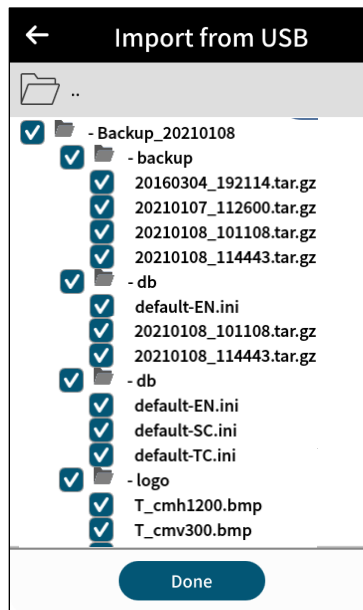 Import from USB
..
- Backup_20210108
- backup
20160304_192114.tar.gz
20210107_112600.tar.gz
20210108_101108.tar.gz
20210108_114443.tar.gz
- db
default-EN.ini
20210108_101108.tar.gz
20210108_114443.tar.gz
- db
default-EN.ini
default-SC.ini
default-TC.ini
- logo
T_cmh1200.bmp
T_cmv300.bmp
Done